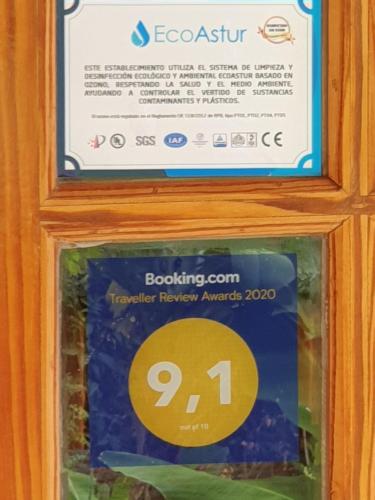 EcoAstur
ESTE ESTABLECIMIENTO UTILIZA EL SISTEMA DE LIMPIEZA Y
DESINFECCIÓN ECOLÓGICO Y AMBIENTAL ECOASTUR BASADO EN
OZONO, RESPETANDO LA SALUD Y EL MEDIO AMBIENTE,
AYUDANDO A CONTROLAR EL VERTIDO DE SUSTANCIAS
CONTAMINANTES Y PLÁSTICOS.
SGS IAF CE
Booking.com
Traveller Review Awards 2020
9,1
out of 10